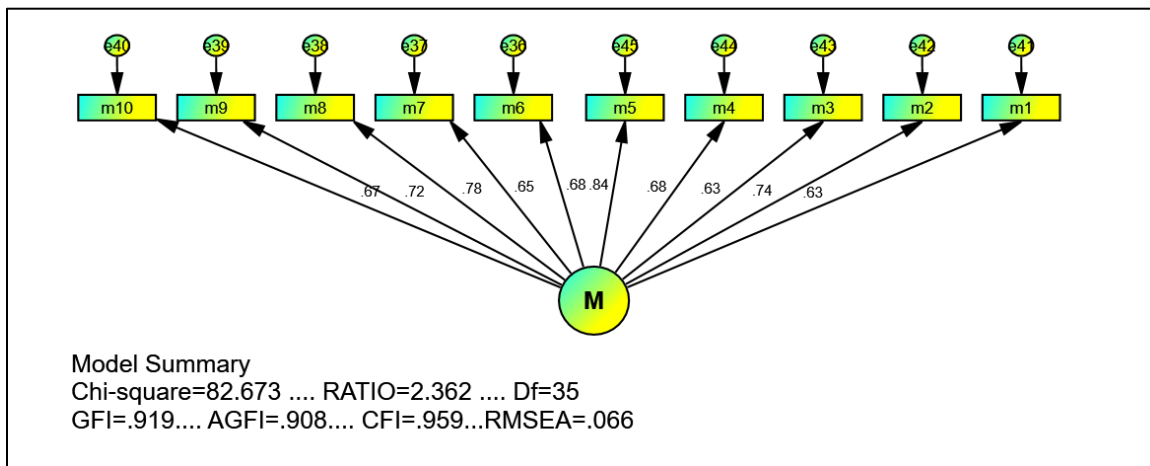 e40 e39 e38 e37 e36 e45 e44 e43 e42 e41
m10 m9 m8 m7 m6 m5 m4 m3 m2 m1
.67 .72 .78 .65 .68 .84 .68 .63 .74 .63
M
Model Summary
Chi-square=82.673 .... RATIO=2.362 .... Df=35
GFI=.919.... AGFI=.908.... CFI=.959...RMSEA=.066